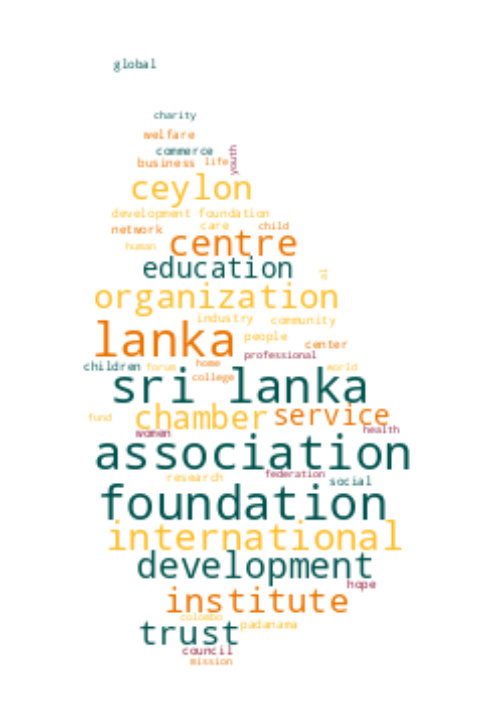 global
charity
welfare
commerce
youth
business life
ceylon
development foundation
care child
network
centre
human
education
organization
industry community
lanka
people
center
professional
children forum home world
college
sri lanka
chamber service
fund
women health
association
federation
research social
foundation
international
development
hope
institute
colombo
trust padanama
council
mission